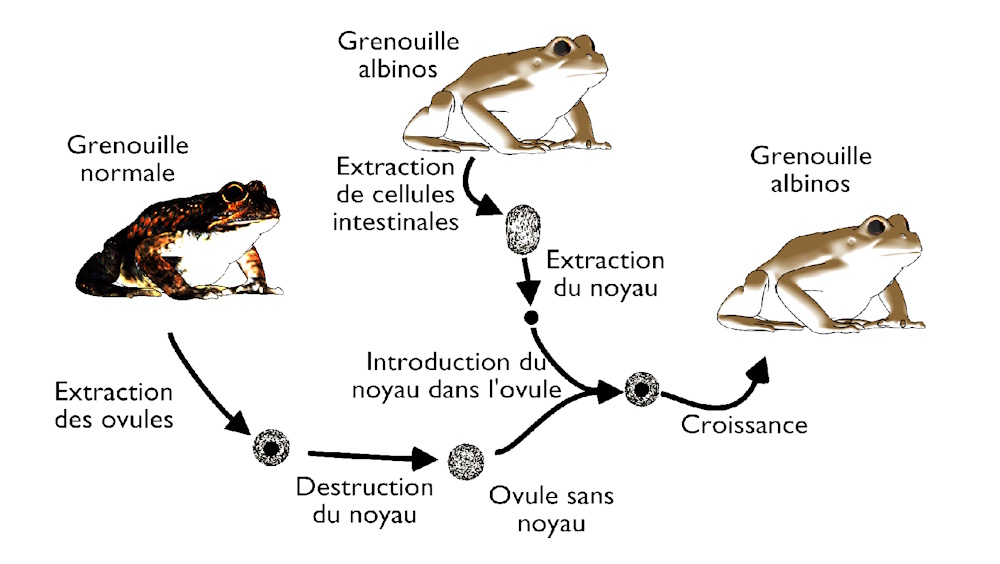 Grenouille
albinos
Grenouille
normale
Extraction
de cellules
intestinales
Grenouille
albinos
Extraction
du noyau
Introduction du
noyau dans l'ovule
Extraction
des ovules
Croissance
Destruction
du noyau
Ovule sans
noyau